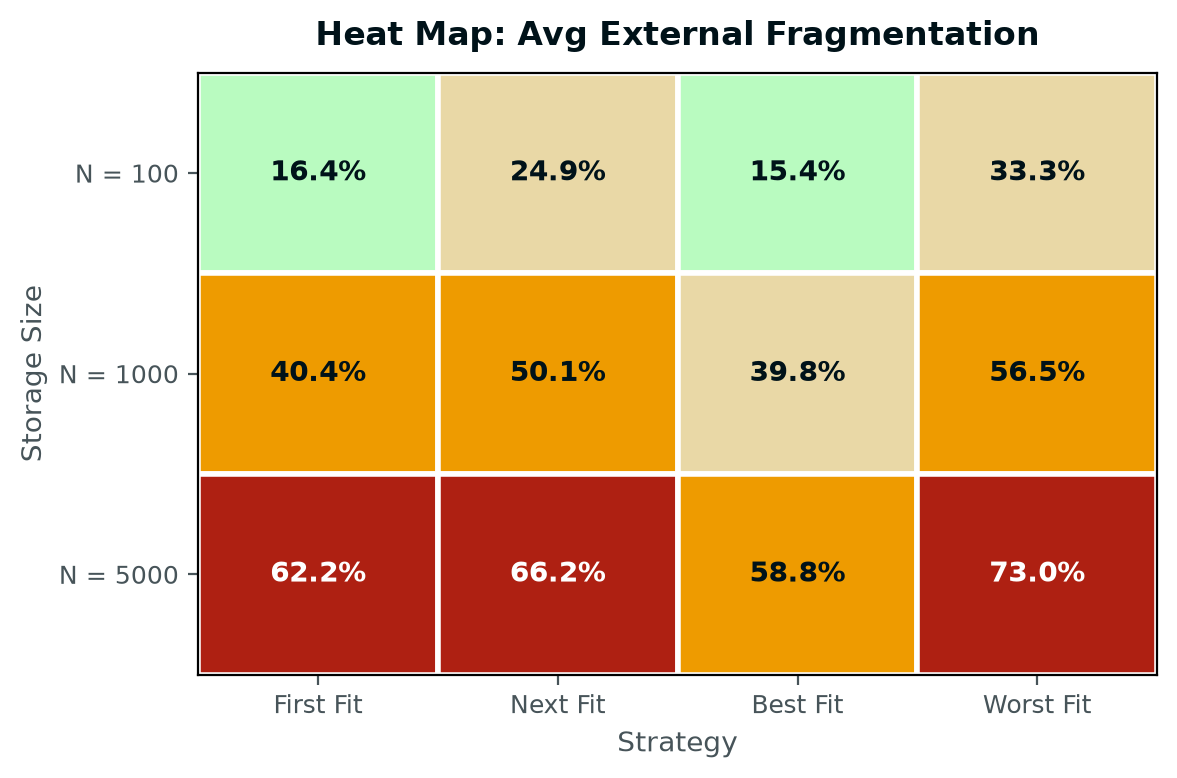 Heat Map: Avg External Fragmentation
Storage Size
N = 100
16.4% 24.9% 15.4% 33.3%
N = 1000
40.4% 50.1% 39.8% 56.5%
N = 5000
62.2% 66.2% 58.8% 73.0%
First Fit Next Fit Best Fit Worst Fit
Strategy